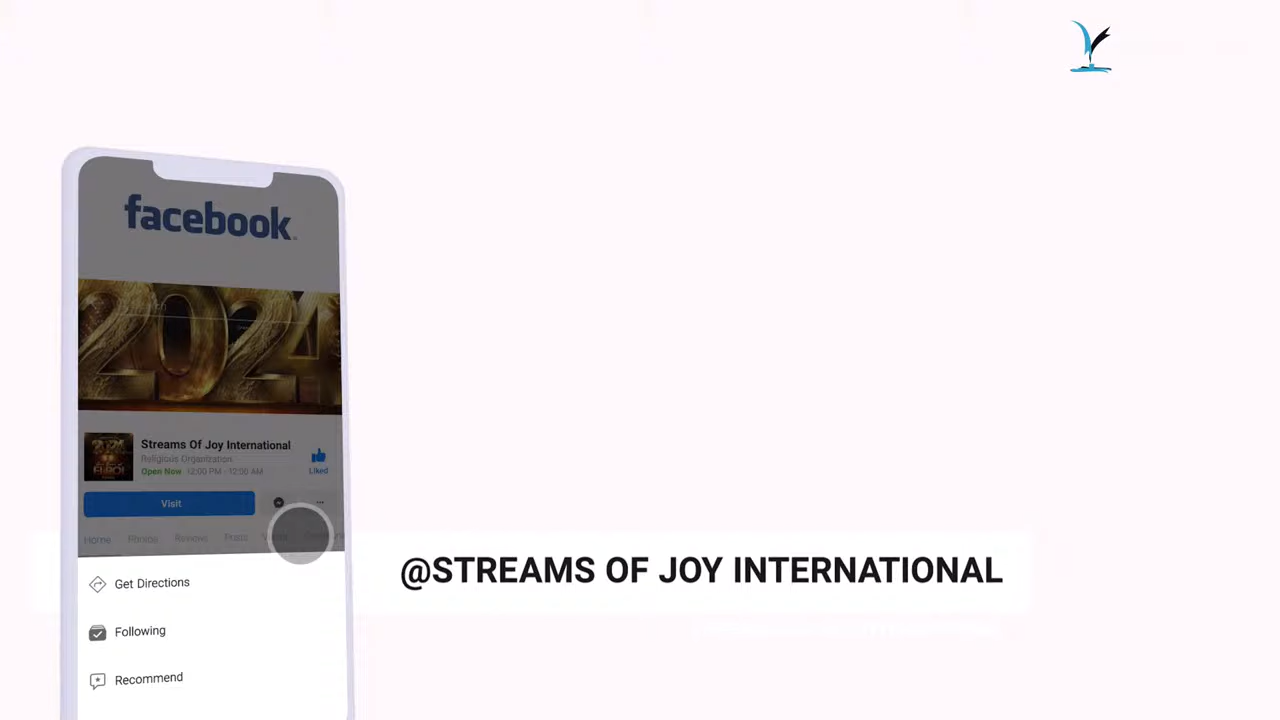 facebook
2024
Streams Of Joy International
Religious Organization
Open Now 12:00 PM - 12:00 AM
Liked
Visit
Home Photos Reviews Posts
@STREAMS OF JOY INTERNATIONAL
Get Directions
Following
Recommend